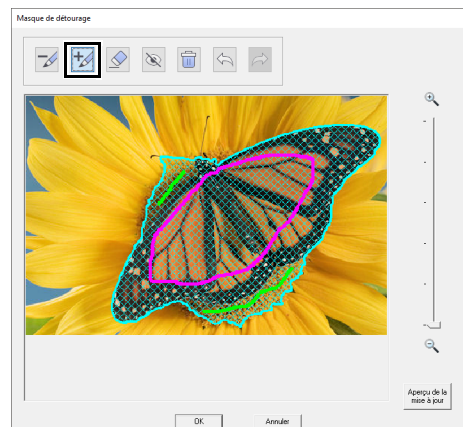 Masque de détourage
Aperçu de la
mise à jour
OK
Annuler